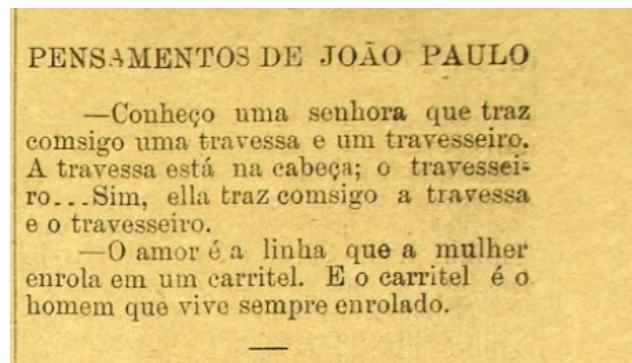 PENSAMENTOS DE JOÃO PAULO
—Conheço uma senhora que traz
comsigo uma travessa e um travesseiro.
A travessa está na cabeça; o travessei-
ro...Sim, ella traz comsigo a travessa
e o travesseiro.
—O amor é a linha que a mulher
enrola em um carritel. E o carritel é o
homem que vive sempre enrolado.